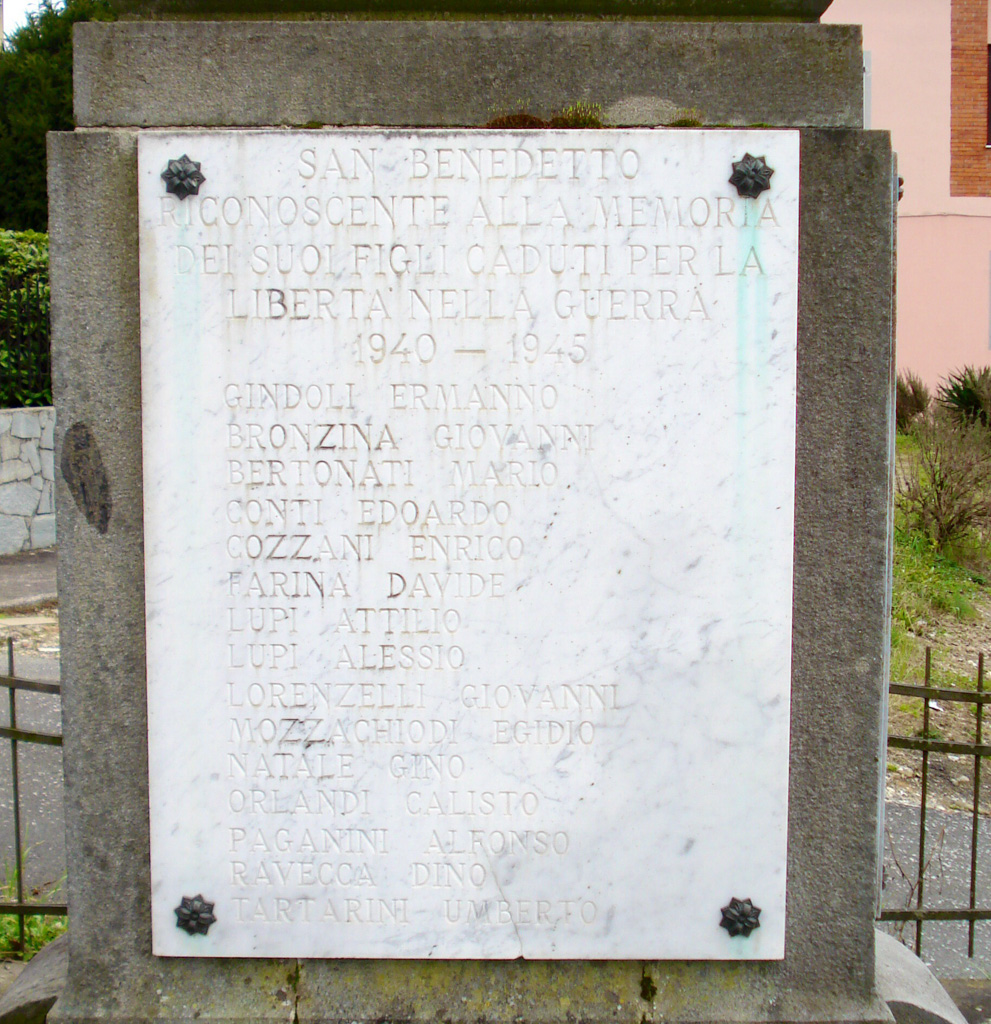 SAN BENEDETTO
RICONOSCENTE ALLA MEMORIA
DEI SUOI FIGLI CADUTI PER LA
LIBERTÀ NELLA GUERRA
1940 — 1945
GINDOLI ERMANNO
BRONZINA GIOVANNI
BERTONATI MARIO
CONTI EDOARDO
COZZANI ENRICO
FARINA DAVIDE
LUPI ATTILIO
LUPI ALESSIO
LORENZELLI GIOVANNI
MOZZACHIODI EGIDIO
NATALE GINO
ORLANDI CALISTO
PAGANINI ALFONSO
RAVECCA DINO
TARTARINI UMBERTO